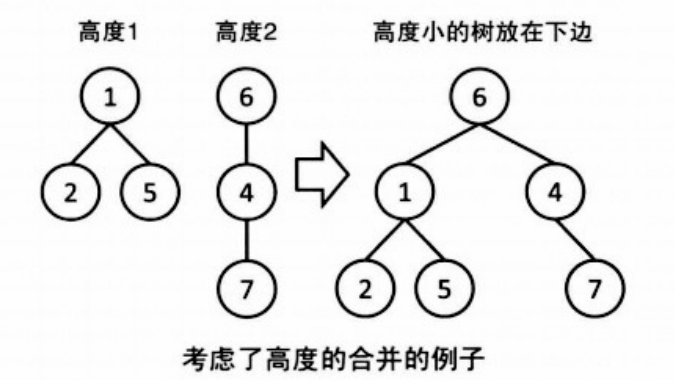 高度1 高度2 高度小的树放在下边
1 6 6
2 5 4 1 4
7 2 5 7
考虑了高度的合并的例子